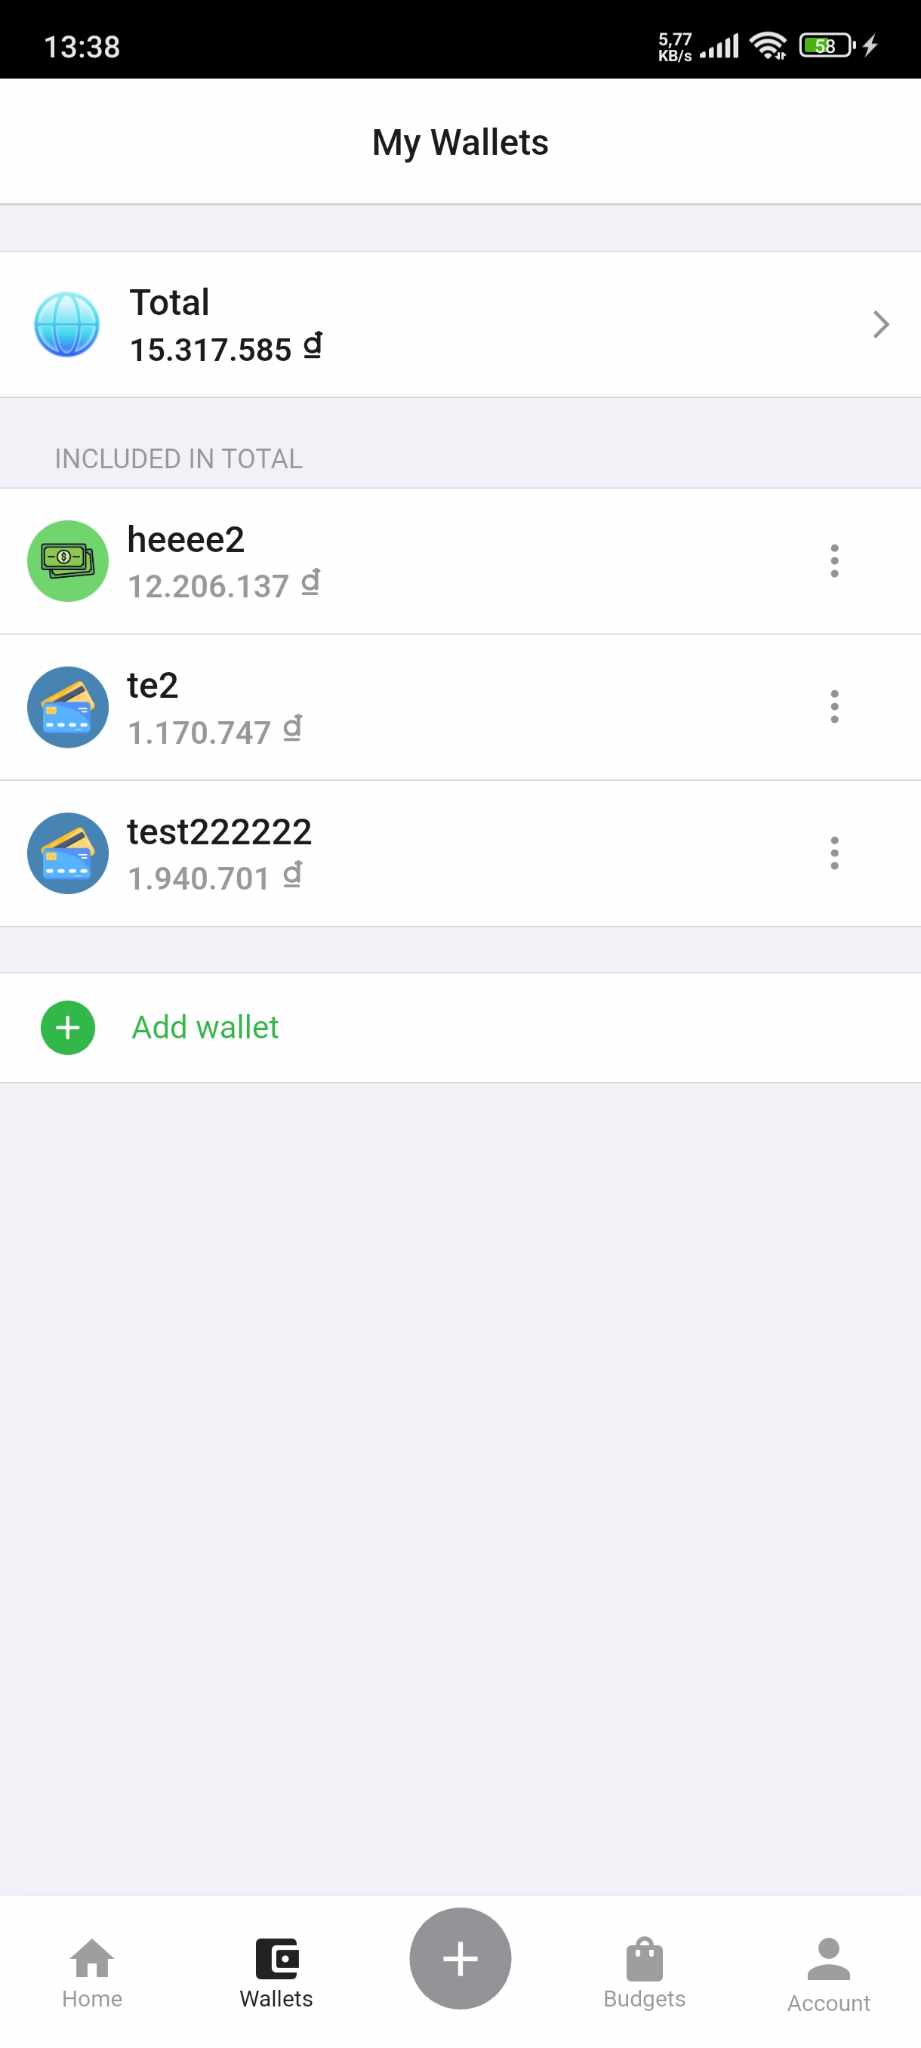 13:38
5,77
KB/s
58
My Wallets
Total
15.317.585 ₫
INCLUDED IN TOTAL
heeee2
12.206.137 ₫
te2
1.170.747 ₫
test222222
1.940.701 ₫
Add wallet
Home
Wallets
Budgets
Account